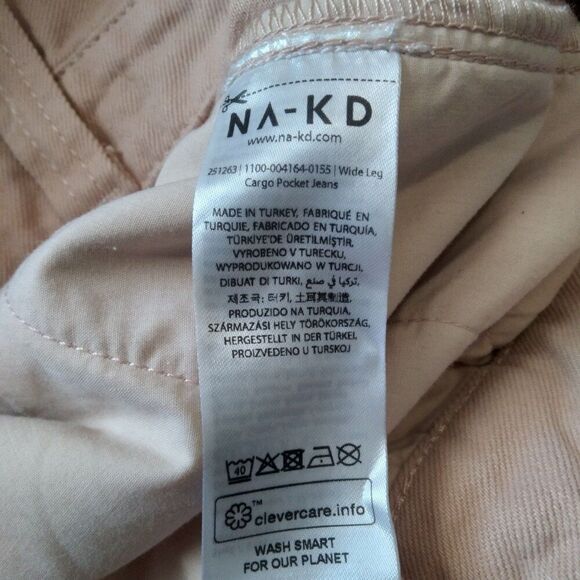 NA-KD
www.na-kd.com
251263 | 1100-004164-0155 | Wide Leg
Cargo Pocket Jeans
MADE IN TURKEY, FABRIQUÉ EN
TURQUIE, FABRICADO EN TURQUÍA,
TÜRKİYE'DE ÜRETİLMİŞTİR,
VYROBENO V TURECKU,
WYPRODUKOWANO W TURCJI,
DIBUAT DI TURKI, تركيا في صنع,
제조국: 터키, 土耳其製造,
PRODUZIDO NA TURQUIA,
SZÁRMAZÁSI HELY TÖRÖKORSZÁG,
HERGESTELLT IN DER TÜRKEI,
PROIZVEDENO U TURSKOJ
40
clevercare.info™
WASH SMART
FOR OUR PLANET